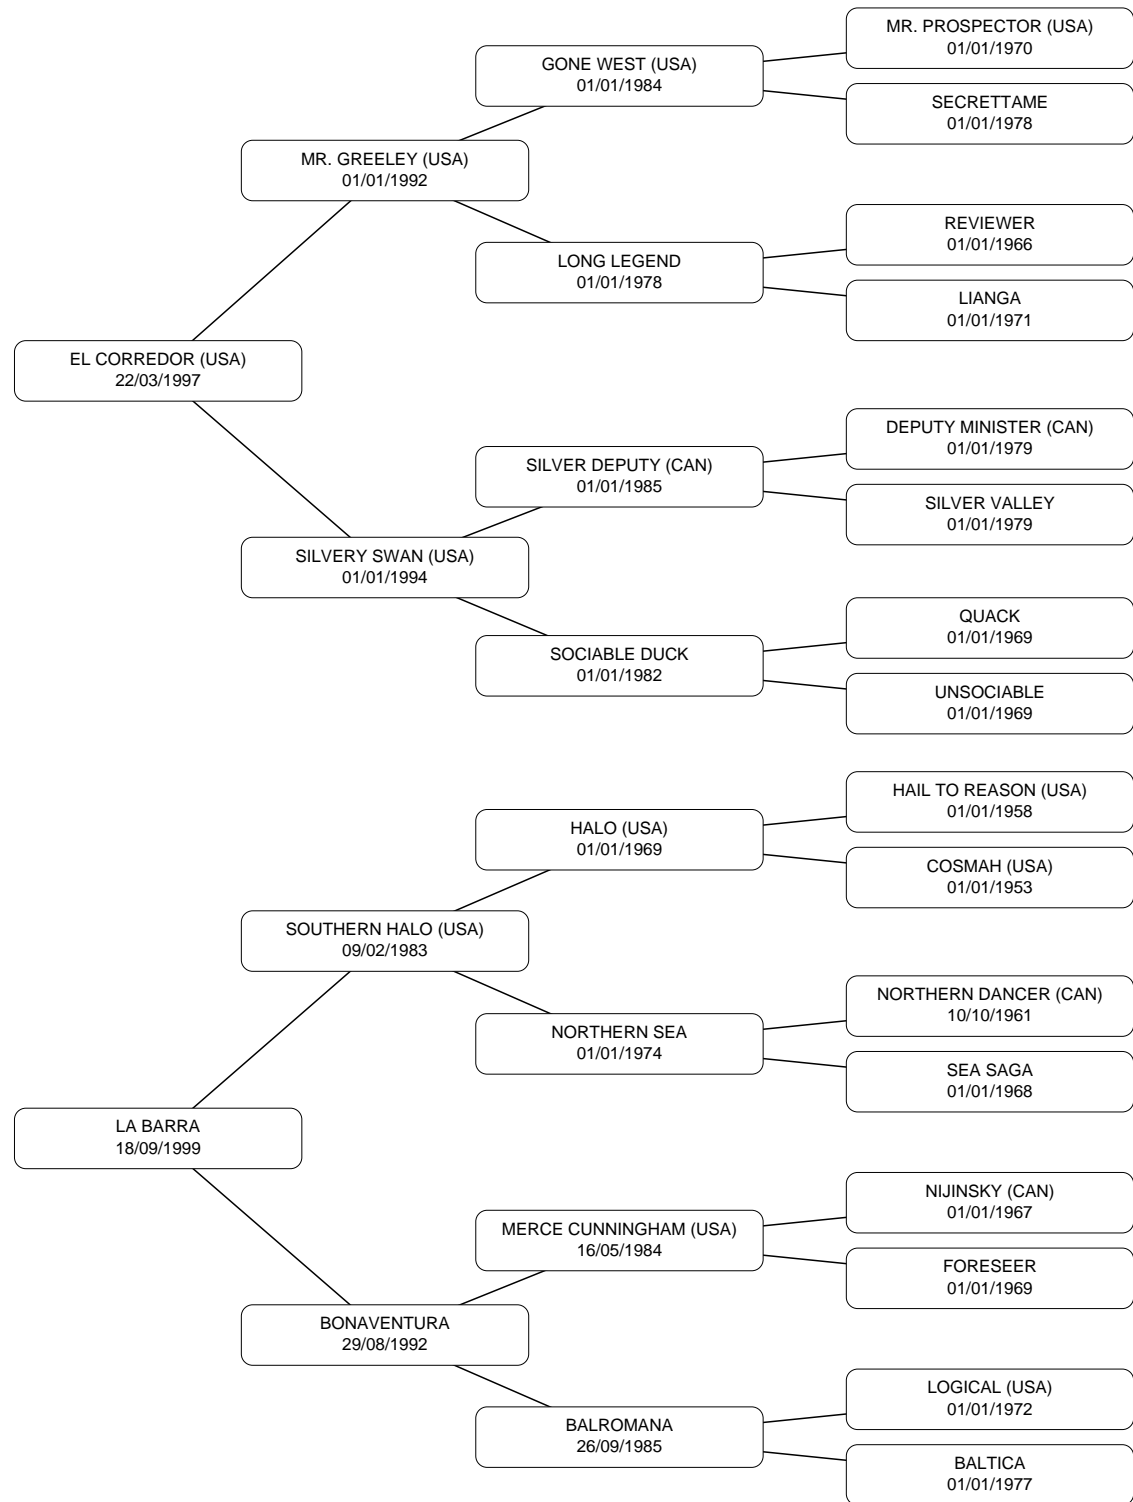 MR. PROSPECTOR (USA)
01/01/1970
GONE WEST (USA)
01/01/1984
SECRETTAME
01/01/1978
MR. GREELEY (USA)
01/01/1992
REVIEWER
01/01/1966
LONG LEGEND
01/01/1978
LIANGA
01/01/1971
EL CORREDOR (USA)
22/03/1997
DEPUTY MINISTER (CAN)
01/01/1979
SILVER DEPUTY (CAN)
01/01/1985
SILVER VALLEY
01/01/1979
SILVERY SWAN (USA)
01/01/1994
QUACK
01/01/1969
SOCIABLE DUCK
01/01/1982
UNSOCIABLE
01/01/1969
HAIL TO REASON (USA)
01/01/1958
HALO (USA)
01/01/1969
COSMAH (USA)
01/01/1953
SOUTHERN HALO (USA)
09/02/1983
NORTHERN DANCER (CAN)
10/10/1961
NORTHERN SEA
01/01/1974
SEA SAGA
01/01/1968
LA BARRA
18/09/1999
NIJINSKY (CAN)
01/01/1967
MERCE CUNNINGHAM (USA)
16/05/1984
FORESEER
01/01/1969
BONAVENTURA
29/08/1992
LOGICAL (USA)
01/01/1972
BALROMANA
26/09/1985
BALTICA
01/01/1977